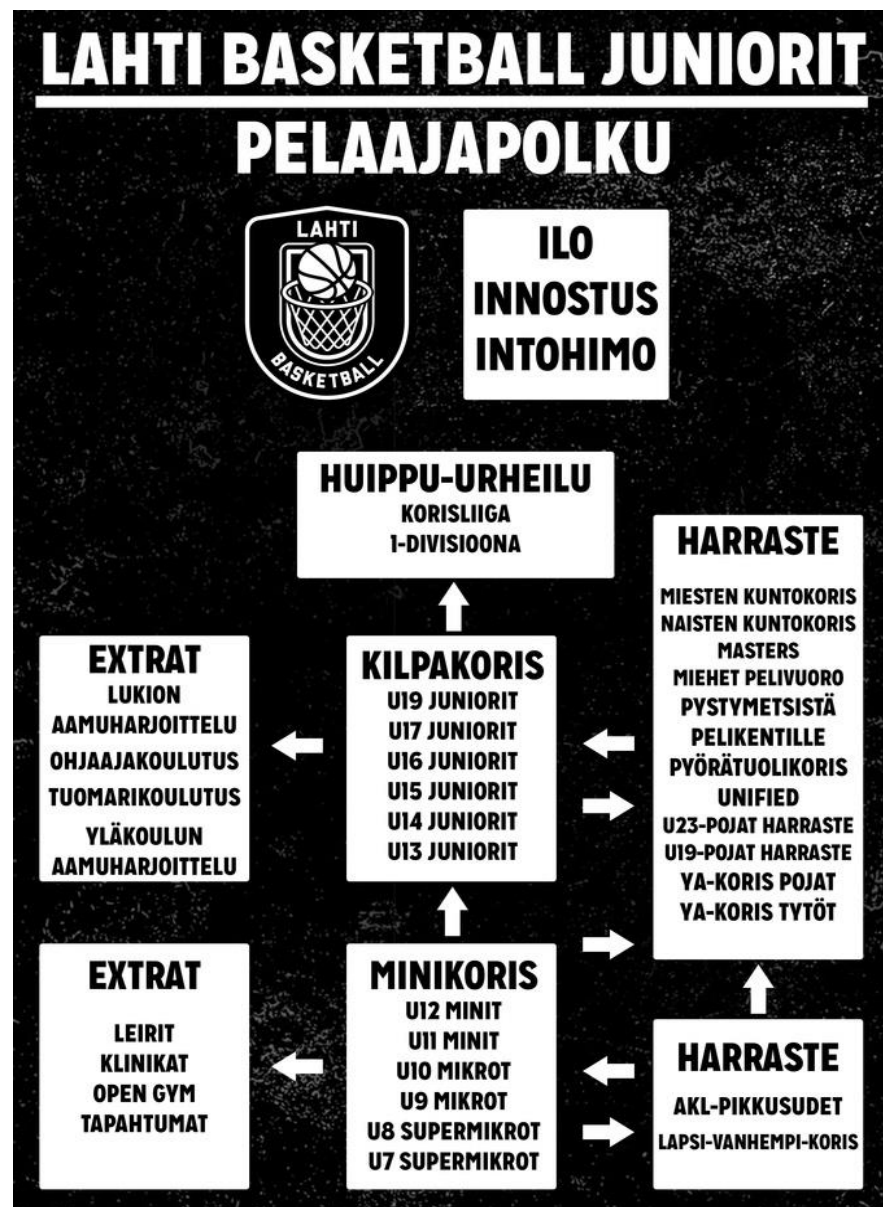 LAHTI BASKETBALL JUNIORIT
PELAAJAPOLKU
LAHTI
BASKETBALL
ILO
INNOSTUS
INTOHIMO
HUIPPU-URHEILU
KORISLIIGA
1-DIVISIOONA
EXTRAT
LUKION
AAMUHARJOITTELU
OHJAAJAKOULUTUS
TUOMARIKOULUTUS
YLÄKOULUN
AAMUHARJOITTELU
KILPAKORIS
U19 JUNIORIT
U17 JUNIORIT
U16 JUNIORIT
U15 JUNIORIT
U14 JUNIORIT
U13 JUNIORIT
HARRASTE
MIESTEN KUNTOKORIS
NAISTEN KUNTOKORIS
MASTERS
MIEHET PELIVUORO
PYSTYMETSISTÄ
PELIKENTILLE
PYÖRÄTUOLIKORIS
UNIFIED
U23-POJAT HARRASTE
U19-POJAT HARRASTE
YA-KORIS POJAT
YA-KORIS TYTÖT
EXTRAT
LEIRIT
KLINIKAT
OPEN GYM
TAPAHTUMAT
MINIKORIS
U12 MINIT
U11 MINIT
U10 MIKROT
U9 MIKROT
U8 SUPERMIKROT
U7 SUPERMIKROT
HARRASTE
AKL-PIKKUSUDET
LAPSI-VANHEMPI-KORIS